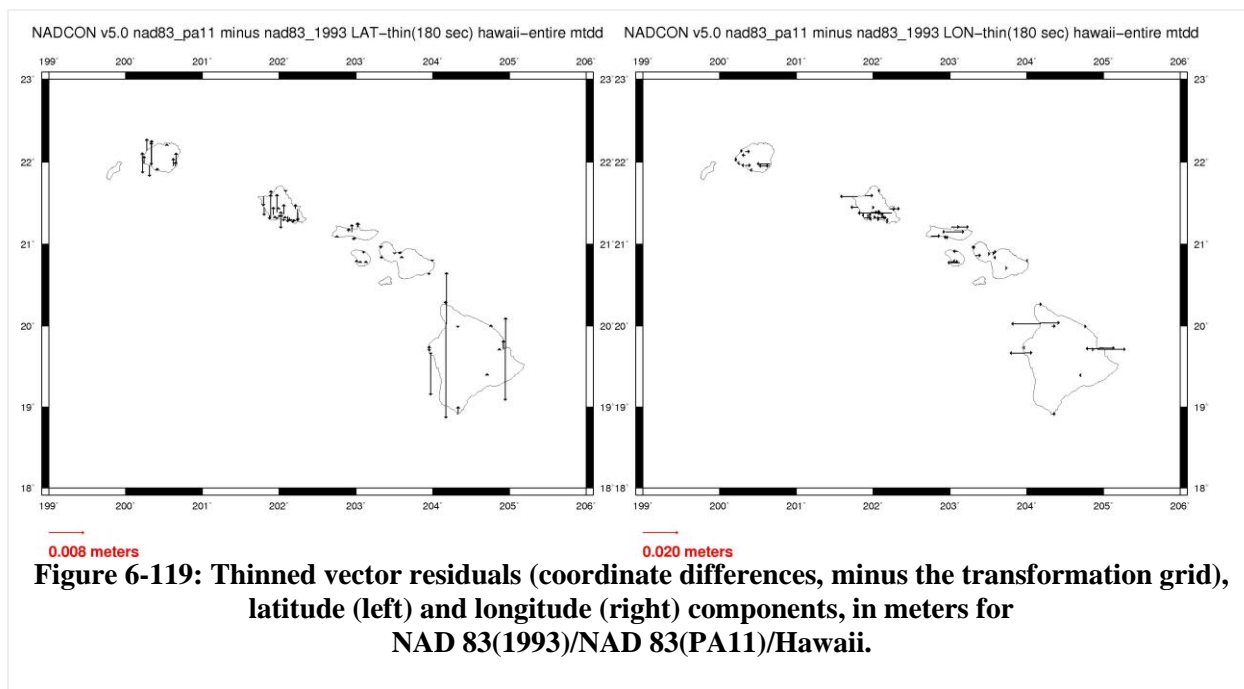 NADCON v5.0 nad83_pa11 minus nad83_1993 LAT−thin(180 sec) hawaii−entire mtdd
199˚ 200˚ 201˚ 202˚ 203˚ 204˚ 205˚ 206˚
23˚ 23˚
22˚ 22˚
21˚ 21˚
20˚ 20˚
19˚ 19˚
18˚ 18˚
199˚ 200˚ 201˚ 202˚ 203˚ 204˚ 205˚ 206˚
0.008 meters
NADCON v5.0 nad83_pa11 minus nad83_1993 LON−thin(180 sec) hawaii−entire mtdd
199˚ 200˚ 201˚ 202˚ 203˚ 204˚ 205˚ 206˚
23˚ 23˚
22˚ 22˚
21˚ 21˚
20˚ 20˚
19˚ 19˚
18˚ 18˚
199˚ 200˚ 201˚ 202˚ 203˚ 204˚ 205˚ 206˚
0.020 meters
Figure 6-119: Thinned vector residuals (coordinate differences, minus the transformation grid),
latitude (left) and longitude (right) components, in meters for
NAD 83(1993)/NAD 83(PA11)/Hawaii.